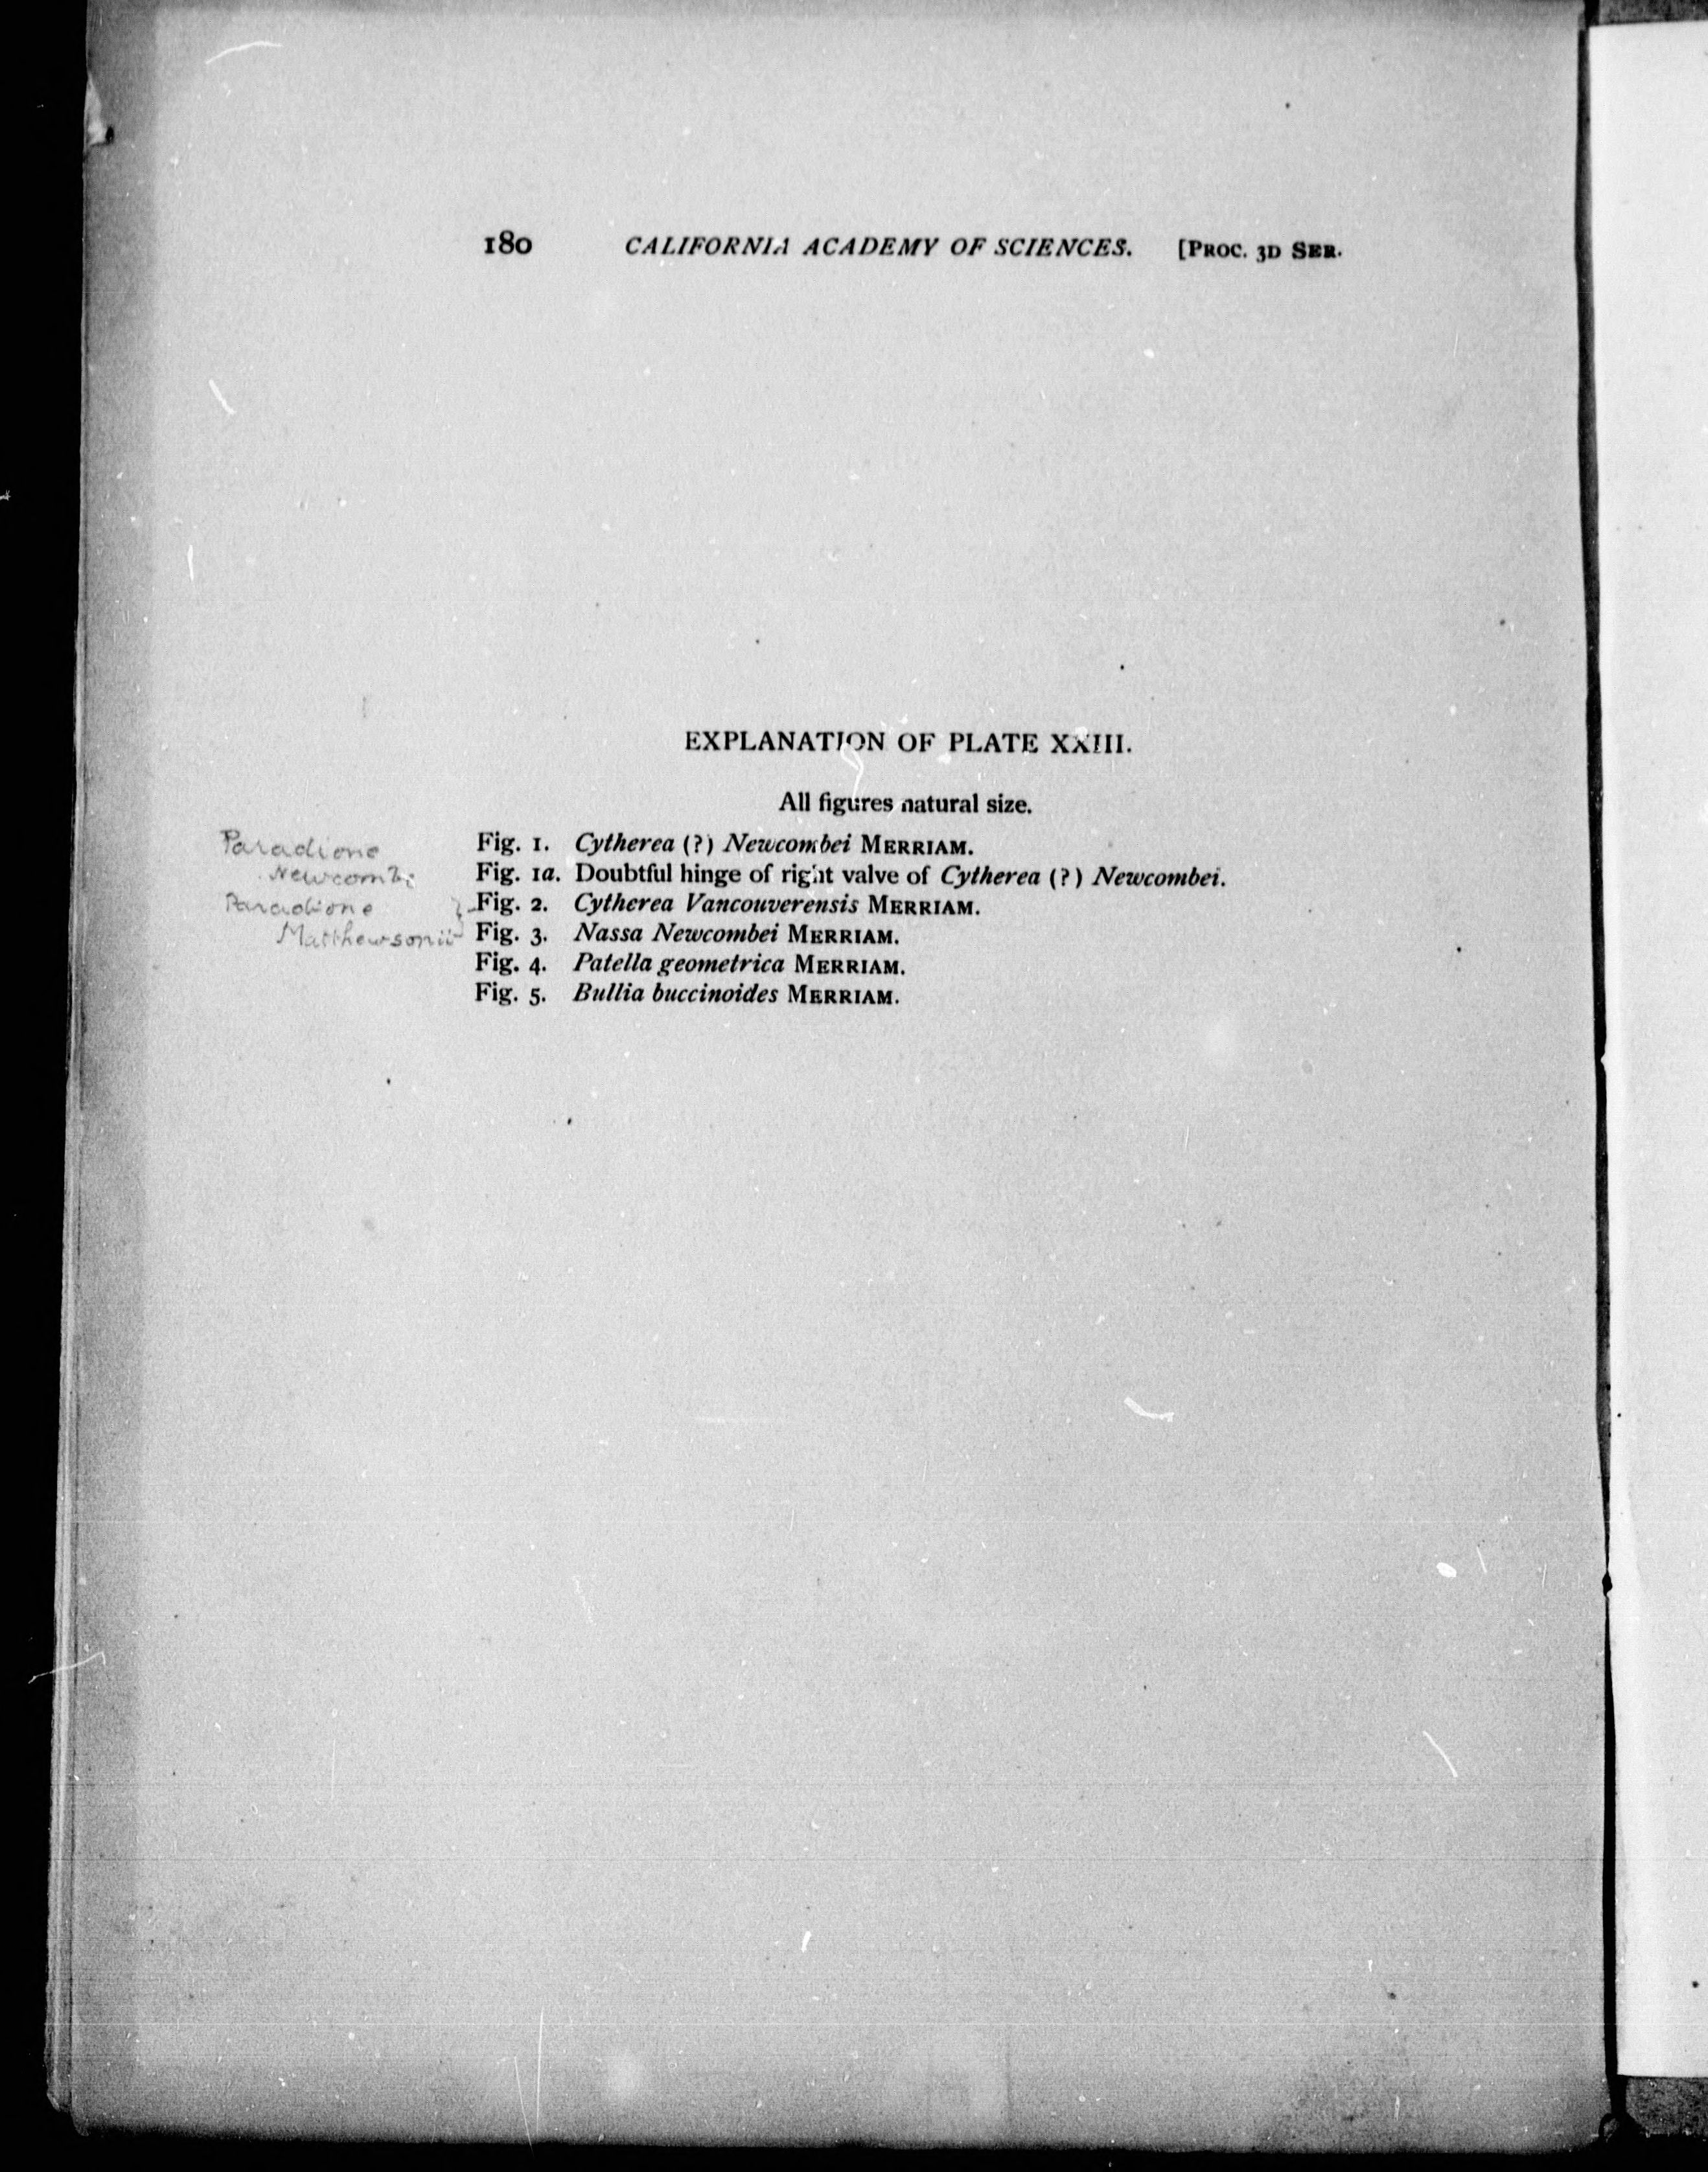 180 CALIFORNIA ACADEMY OF SCIENCES. [PROC. 3D SER.
EXPLANATION OF PLATE XXIII.
All figures natural size.
Paradione
Newcombi
Paradione
Matthewsonii
Fig. 1. Cytherea (?) Newcombei MERRIAM.
Fig. 1a. Doubtful hinge of right valve of Cytherea (?) Newcombei.
Fig. 2. Cytherea Vancouverensis MERRIAM.
Fig. 3. Nassa Newcombei MERRIAM.
Fig. 4. Patella geometrica MERRIAM.
Fig. 5. Bullia buccinoides MERRIAM.